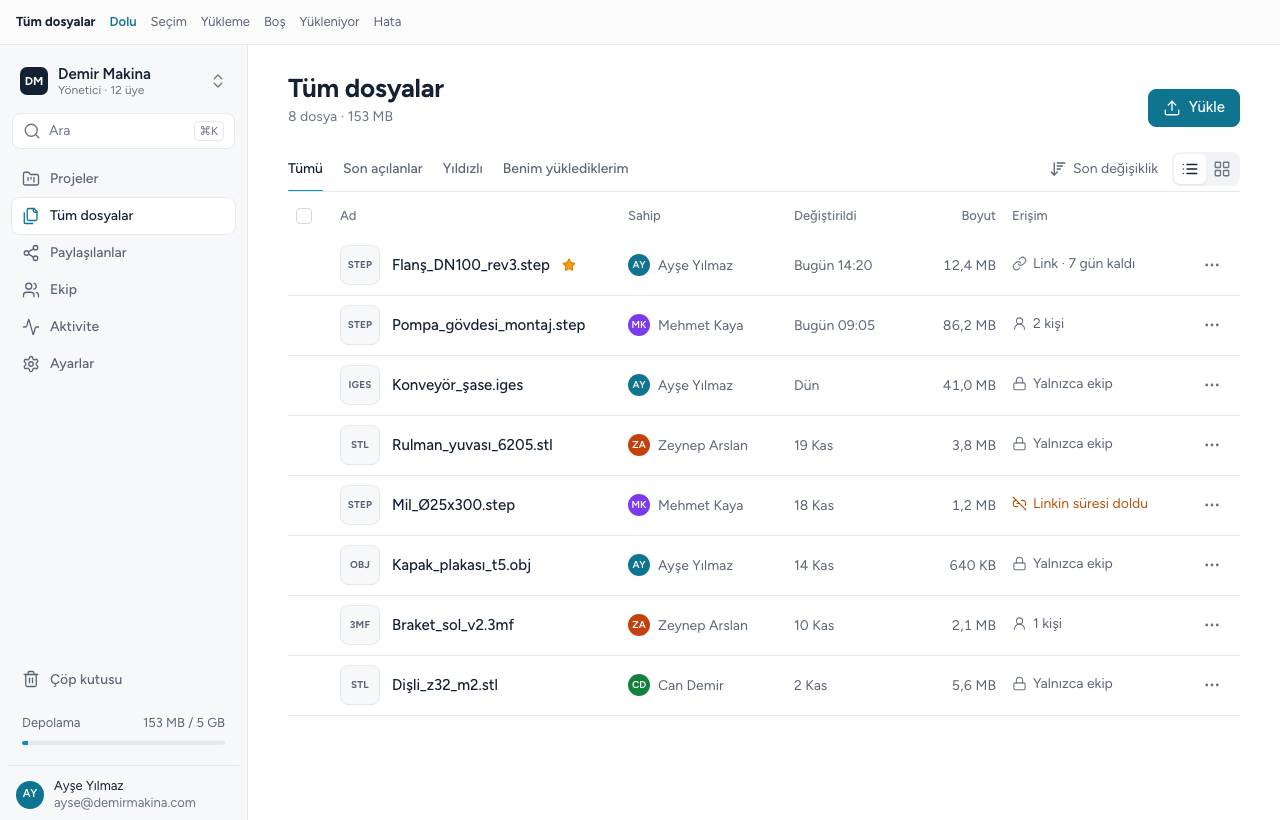 Tüm dosyalar Dolu Seçim Yükleme Boş Yükleniyor Hata
DM Demir Makina
Yönetici · 12 üye
Ara ⌘K
Projeler
Tüm dosyalar
Paylaşılanlar
Ekip
Aktivite
Ayarlar
Çöp kutusu
Depolama 153 MB / 5 GB
AY Ayşe Yılmaz
ayse@demirmakina.com
Tüm dosyalar
8 dosya · 153 MB
Yükle
Tümü Son açılanlar Yıldızlı Benim yüklediklerim Son değişiklik
Ad Sahip Değiştirildi Boyut Erişim
STEP Flanş_DN100_rev3.step AY Ayşe Yılmaz Bugün 14:20 12,4 MB Link · 7 gün kaldı
STEP Pompa_gövdesi_montaj.step MK Mehmet Kaya Bugün 09:05 86,2 MB 2 kişi
IGES Konveyör_şase.iges AY Ayşe Yılmaz Dün 41,0 MB Yalnızca ekip
STL Rulman_yuvası_6205.stl ZA Zeynep Arslan 19 Kas 3,8 MB Yalnızca ekip
STEP Mil_Ø25x300.step MK Mehmet Kaya 18 Kas 1,2 MB Linkin süresi doldu
OBJ Kapak_plakası_t5.obj AY Ayşe Yılmaz 14 Kas 640 KB Yalnızca ekip
3MF Braket_sol_v2.3mf ZA Zeynep Arslan 10 Kas 2,1 MB 1 kişi
STL Dişli_z32_m2.stl CD Can Demir 2 Kas 5,6 MB Yalnızca ekip